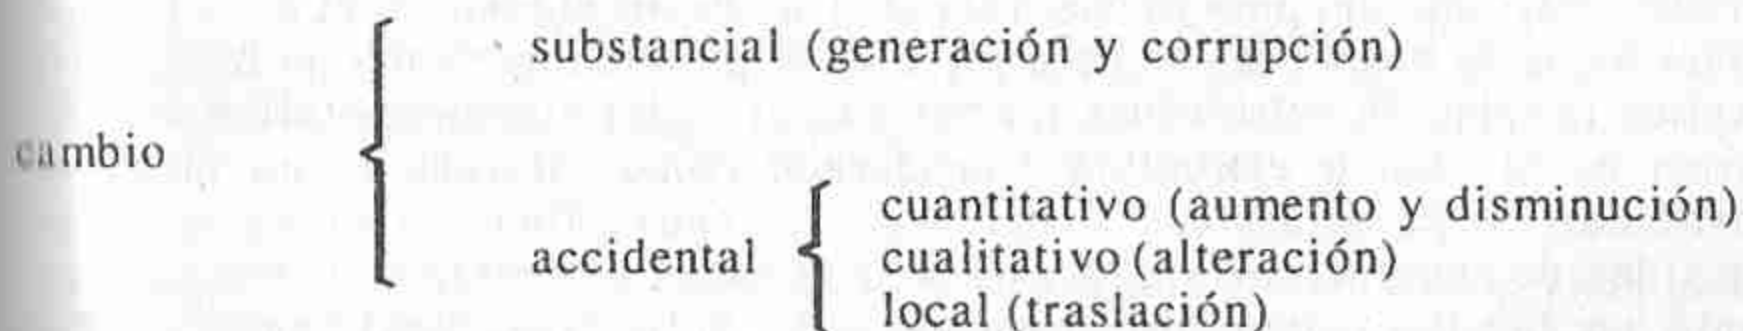 substancial (generación y corrupción)
cambio
cuantitativo (aumento y disminución)
accidental cualitativo (alteración)
local (traslación)